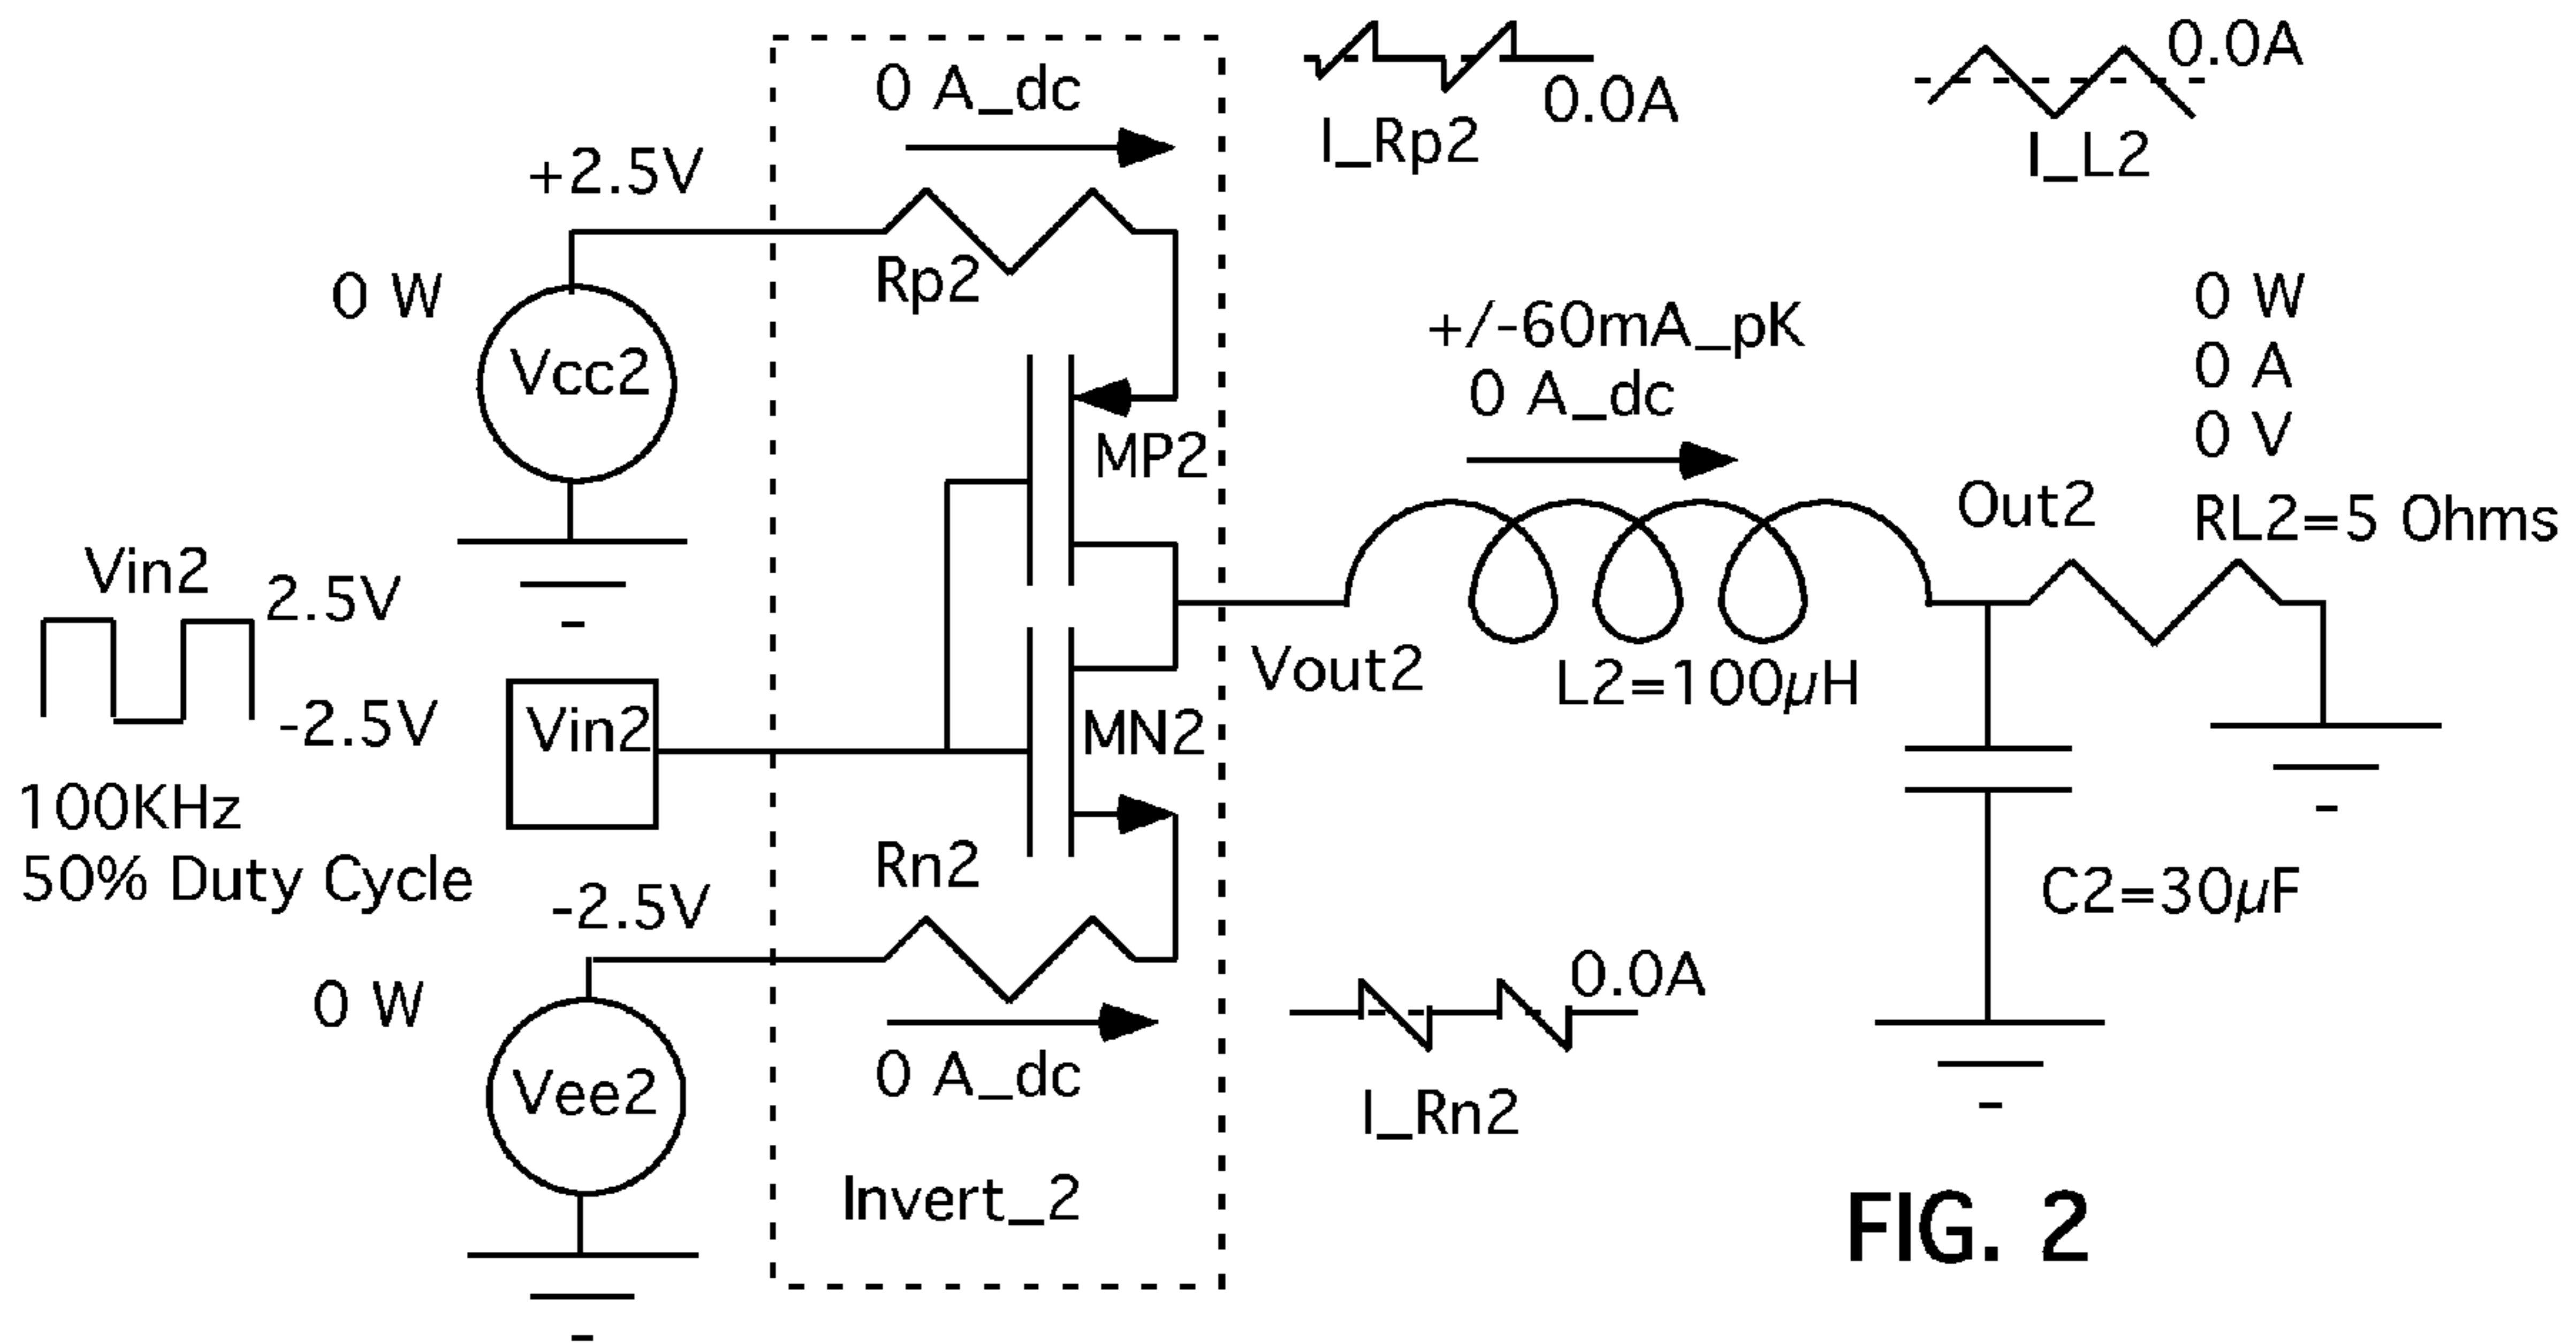 0 A_dc
0.0A
I_Rp2
0.0A
I_L2
+2.5V
Rp2
0 W
Vcc2
+/-60mA_pK
0 A_dc
0 W
0 A
0 V
MP2
Out2
RL2=5 Ohms
Vin2
2.5V
-2.5V
Vin2
Vout2
L2=100µH
MN2
100KHz
50% Duty Cycle
Rn2
-2.5V
C2=30µF
0 W
Vee2
0 A_dc
0.0A
I_Rn2
Invert_2
FIG. 2